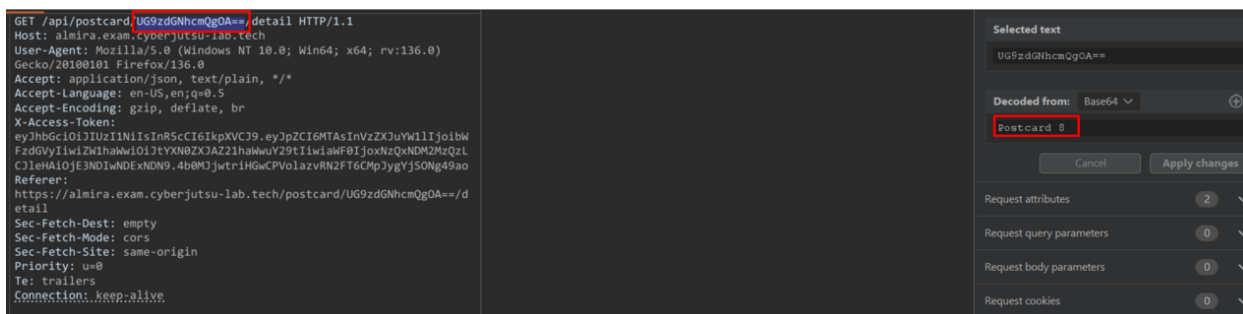 GET /api/postcard/UG9zdGNhcmQgOA==/detail HTTP/1.1
Host: almira.exam.cyberjutsu-lab.tech
User-Agent: Mozilla/5.0 (Windows NT 10.0; Win64; x64; rv:136.0)
Gecko/20100101 Firefox/136.0
Accept: application/json, text/plain, */*
Accept-Language: en-US,en;q=0.5
Accept-Encoding: gzip, deflate, br
X-Access-Token:
eyJhbGciOiJIUzI1NiIsInR5cCI6IkpXVCJ9.eyJpZCI6MTAsInVzZXJuYW1lIjoibW
FzdGVyIiwiZW1haWwiOiJtYXN0ZXJAZ21haWwuY29tIiwiaWF0IjoxNzQxNDM2MzQzL
CJleHAiOjE3NDIwNDExNDN9.4b0MJjwtriHGwCPVolazvRN2FT6CMpJygYjSONg49ao
Referer:
https://almira.exam.cyberjutsu-lab.tech/postcard/UG9zdGNhcmQgOA==/d
etail
Sec-Fetch-Dest: empty
Sec-Fetch-Mode: cors
Sec-Fetch-Site: same-origin
Priority: u=0
Te: trailers
Connection: keep-alive
Selected text
UG9zdGNhcmQgOA==
Decoded from: Base64
Postcard 8
Cancel Apply changes
Request attributes 2
Request query parameters 0
Request body parameters 0
Request cookies 0